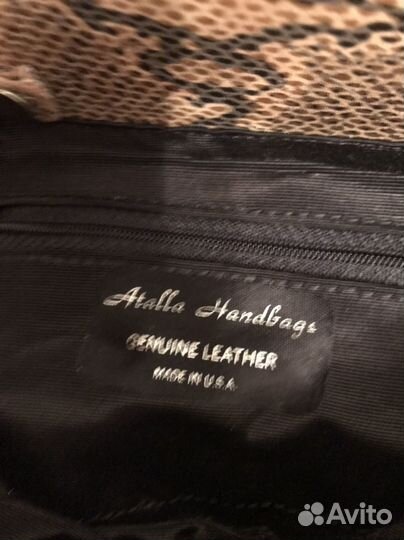 Atalla Handbags
GENUINE LEATHER
MADE IN U.S.A.
Avito